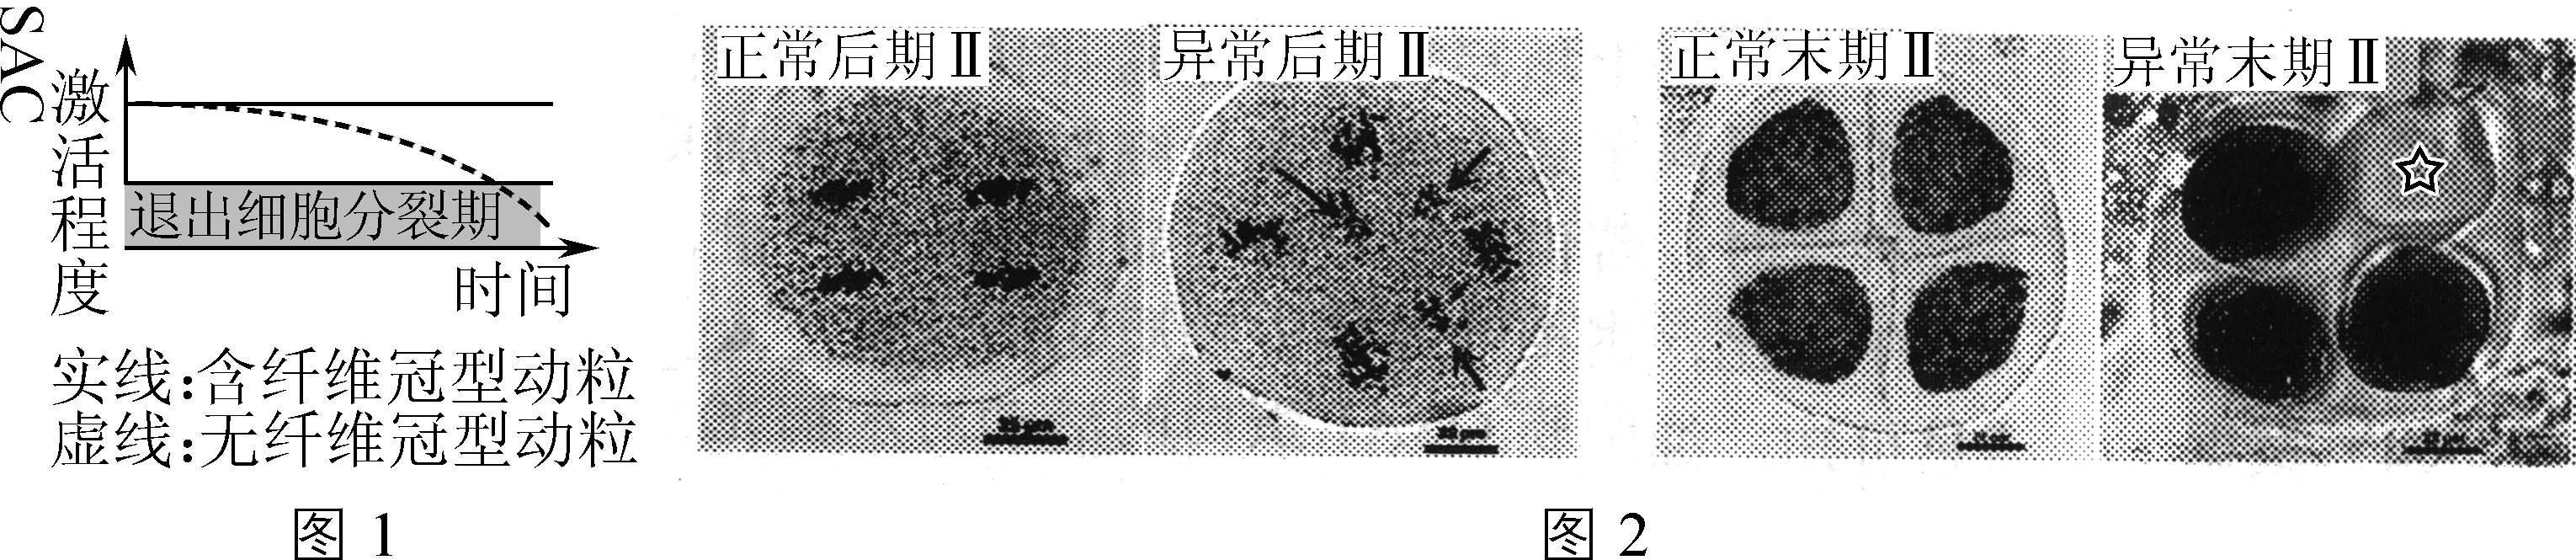 SAC
激活程度
退出细胞分裂期
时间
实线:含纤维冠型动粒
虚线:无纤维冠型动粒
图 1
正常后期Ⅱ
异常后期Ⅱ
正常末期Ⅱ
异常末期Ⅱ
图 2